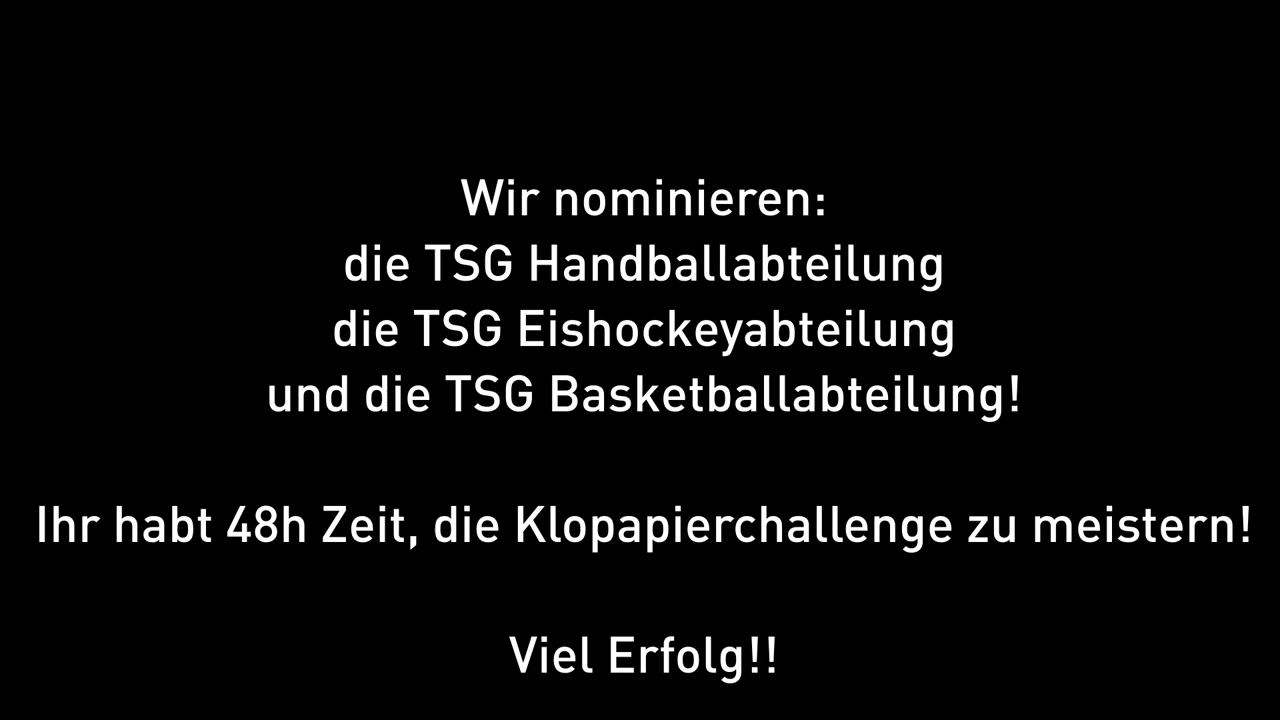 Wir nominieren:
die TSG Handballabteilung
die TSG Eishockeyabteilung
und die TSG Basketballabteilung!
Ihr habt 48h Zeit, die Klopapierchallenge zu meistern!
Viel Erfolg!!